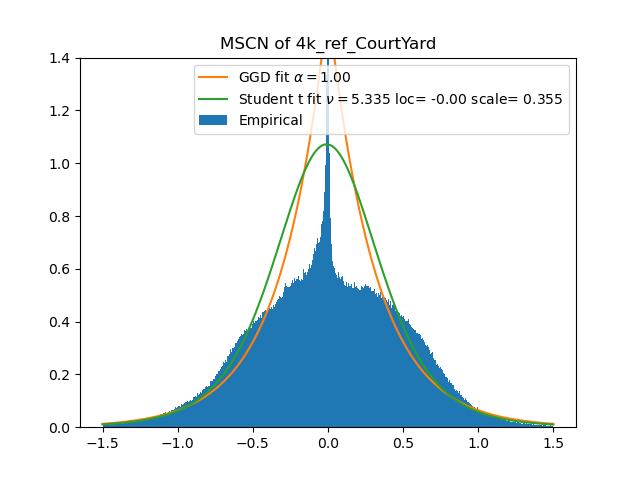 MSCN of 4k_ref_CourtYard
GGD fit α = 1.00
Student t fit ν = 5.335 loc= -0.00 scale= 0.355
Empirical
1.4
1.2
1.0
0.8
0.6
0.4
0.2
0.0
−1.5 −1.0 −0.5 0.0 0.5 1.0 1.5